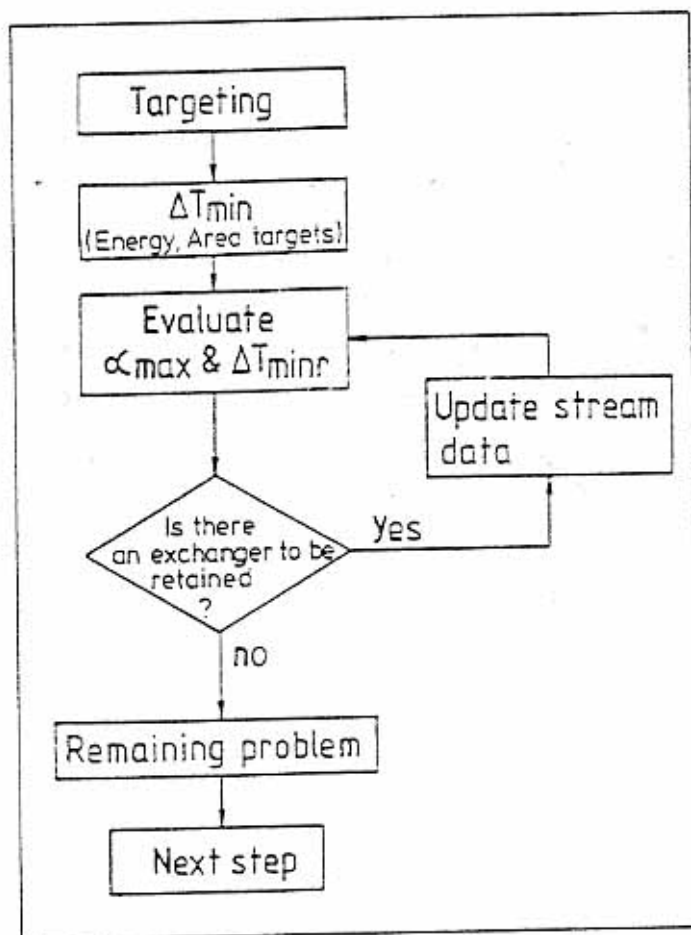 Targeting
ΔTmin
(Energy, Area targets)
Evaluate
∝max & ΔTminr
Update stream
data
Is there
an exchanger to be
retained
?
yes
no
Remaining problem
Next step